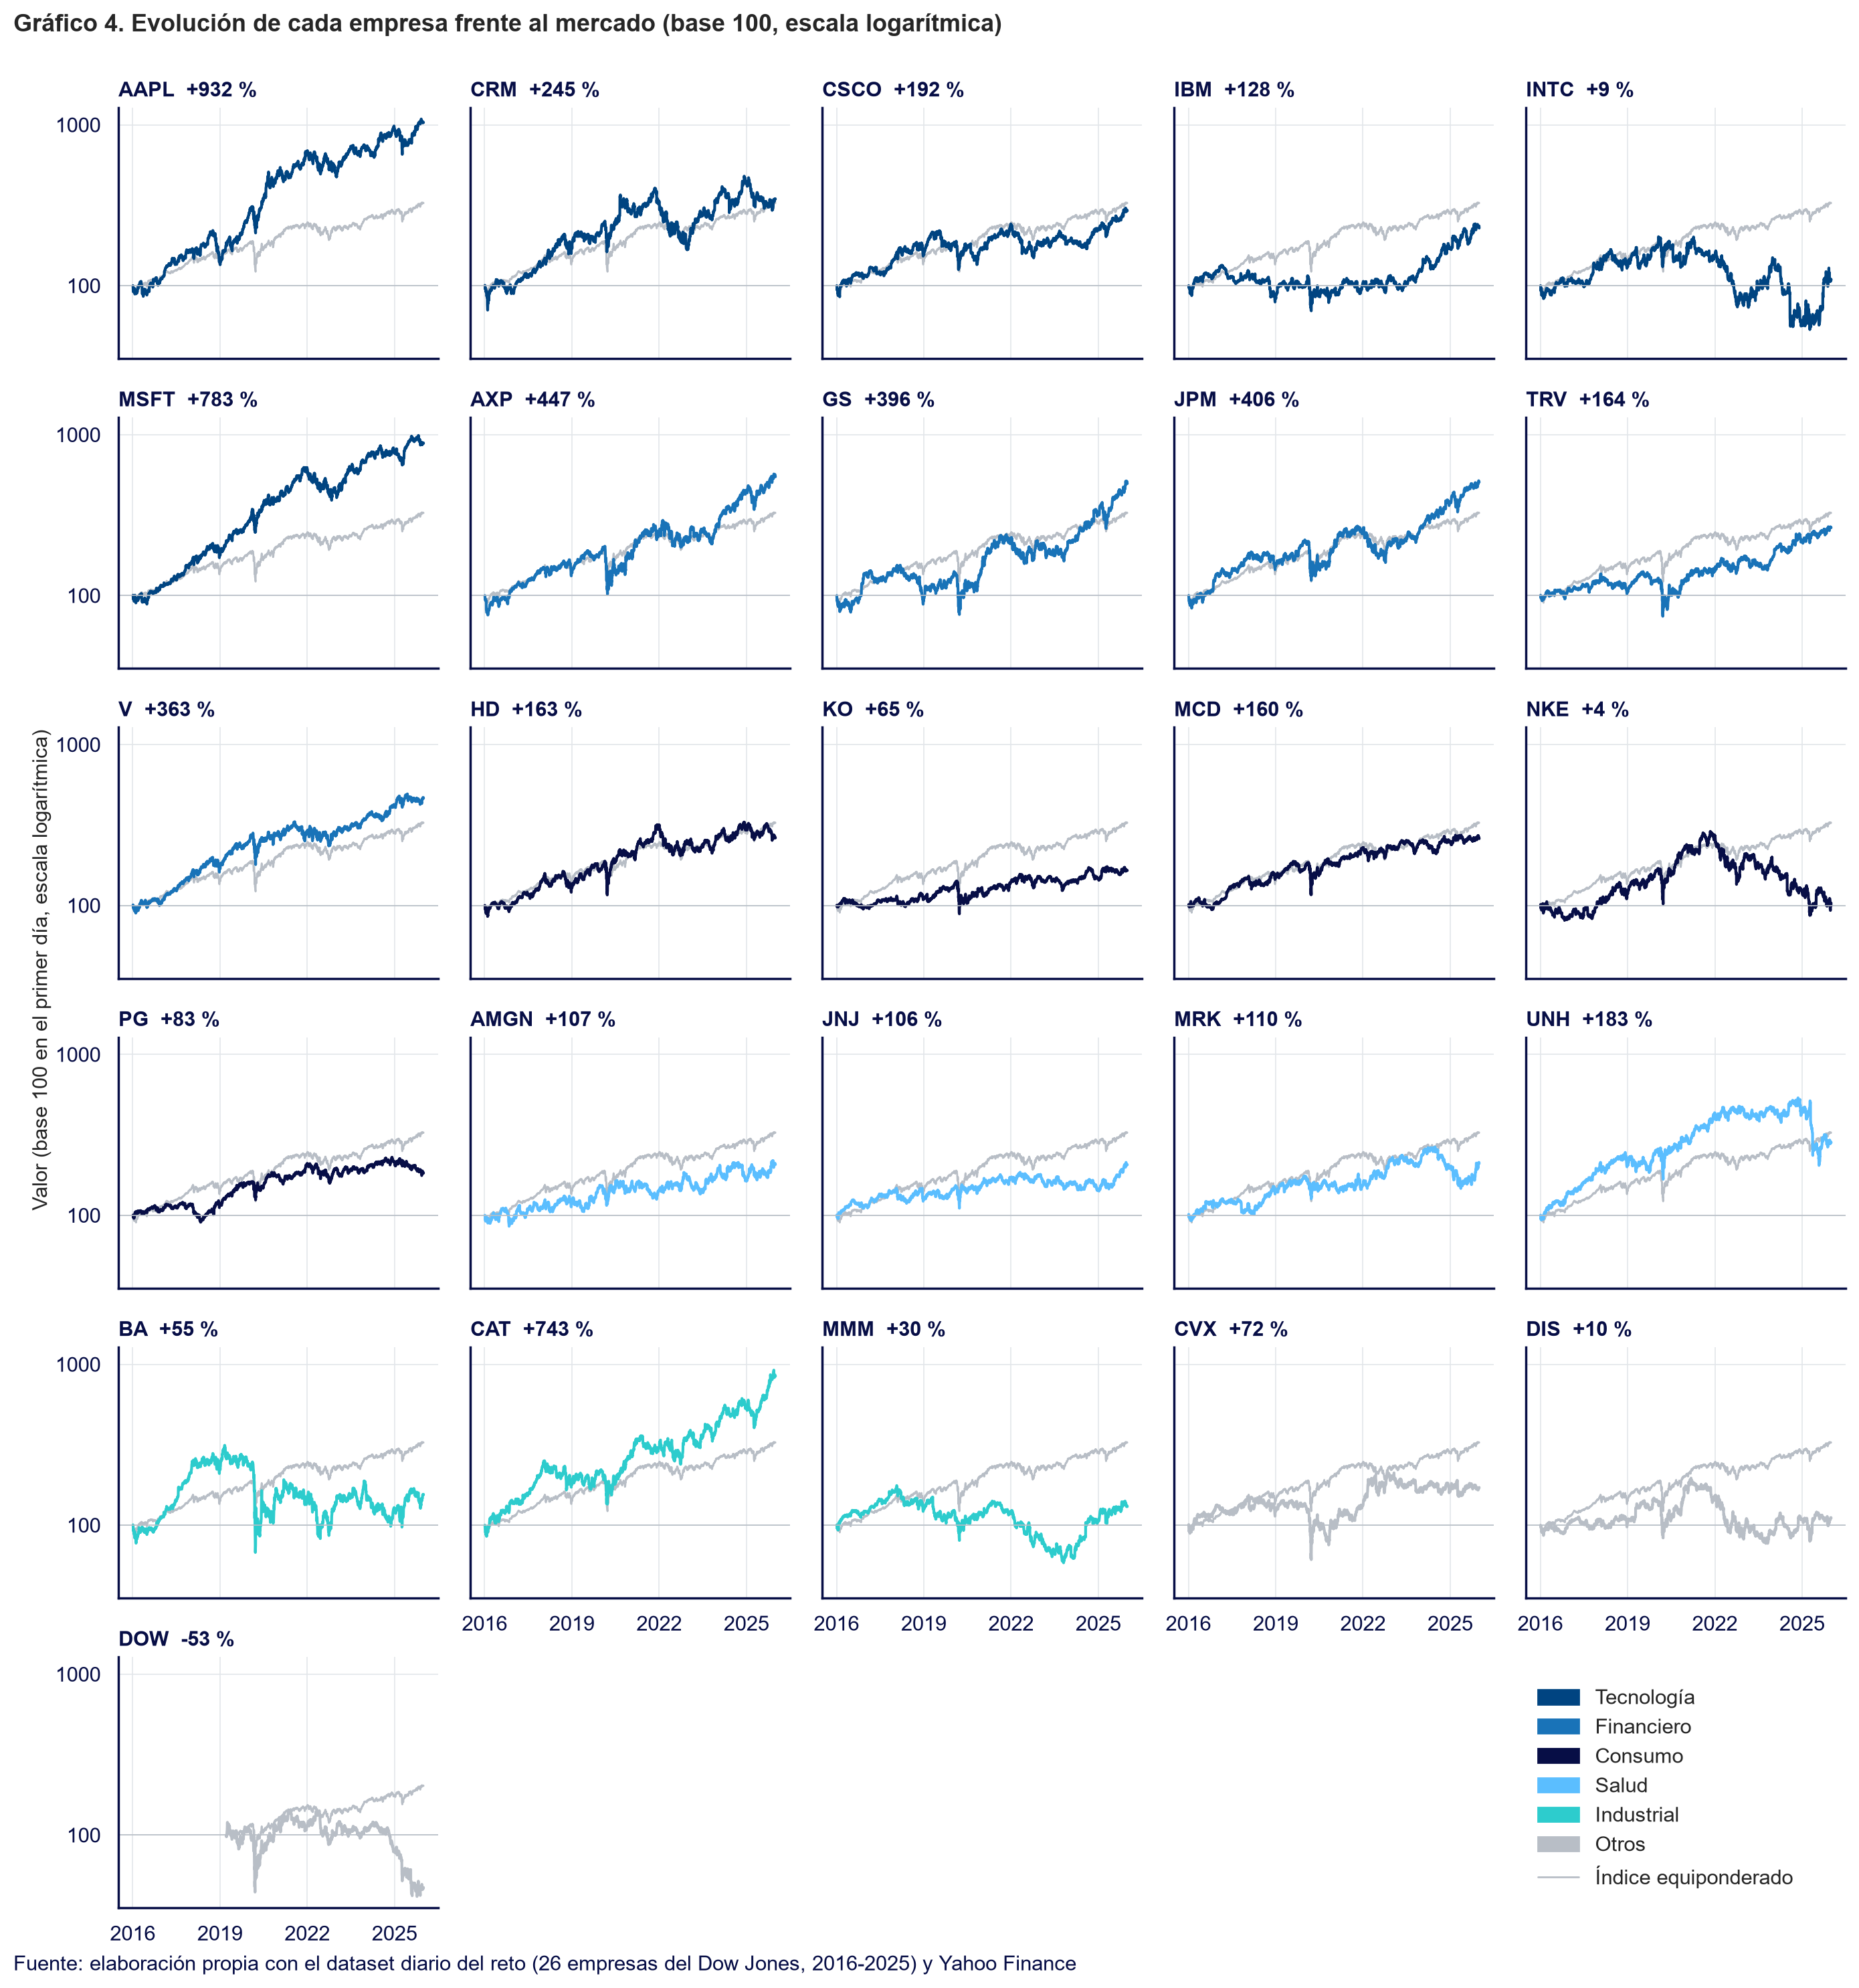 Gráfico 4. Evolución de cada empresa frente al mercado (base 100, escala logarítmica)
AAPL +932 %
CRM +245 %
CSCO +192 %
IBM +128 %
INTC +9 %
1000
100
MSFT +783 %
AXP +447 %
GS +396 %
JPM +406 %
TRV +164 %
1000
100
V +363 %
HD +163 %
KO +65 %
MCD +160 %
NKE +4 %
1000
100
Valor (base 100 en el primer día, escala logarítmica)
PG +83 %
AMGN +107 %
JNJ +106 %
MRK +110 %
UNH +183 %
1000
100
BA +55 %
CAT +743 %
MMM +30 %
CVX +72 %
DIS +10 %
1000
100
2016 2019 2022 2025
2016 2019 2022 2025
2016 2019 2022 2025
2016 2019 2022 2025
DOW -53 %
1000
100
2016 2019 2022 2025
Tecnología
Financiero
Consumo
Salud
Industrial
Otros
Índice equiponderado
Fuente: elaboración propia con el dataset diario del reto (26 empresas del Dow Jones, 2016-2025) y Yahoo Finance